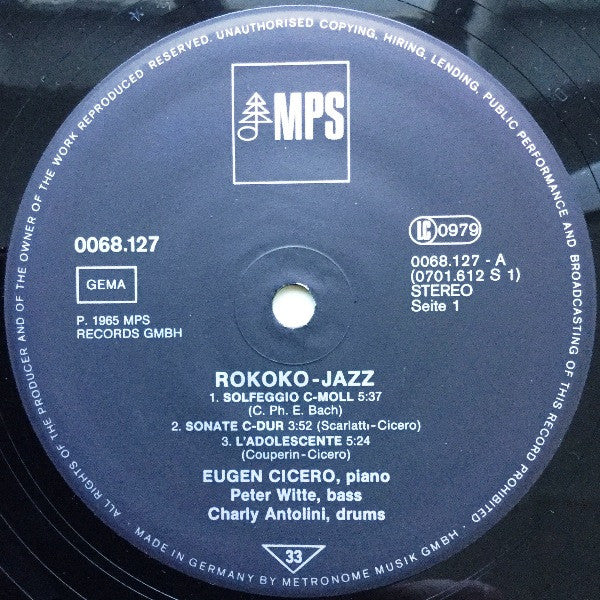 ALL RIGHTS OF THE PRODUCER AND OF THE OWNER OF THE WORK REPRODUCED RESERVED. UNAUTHORISED COPYING, HIRING, LENDING, PUBLIC PERFORMANCE AND BROADCASTING OF THIS RECORD PROHIBITED
MPS
0068.127
GEMA
P. 1965 MPS
RECORDS GMBH
LC 0979
0068.127 - A
(0701.612 S 1)
STEREO
Seite 1
ROKOKO-JAZZ
1. SOLFEGGIO C-MOLL 5:37
(C. Ph. E. Bach)
2. SONATE C-DUR 3:52 (Scarlatti-Cicero)
3. L'ADOLESCENTE 5:24
(Couperin-Cicero)
EUGEN CICERO, piano
Peter Witte, bass
Charly Antolini, drums
33
MADE IN GERMANY BY METRONOME MUSIK GMBH ·